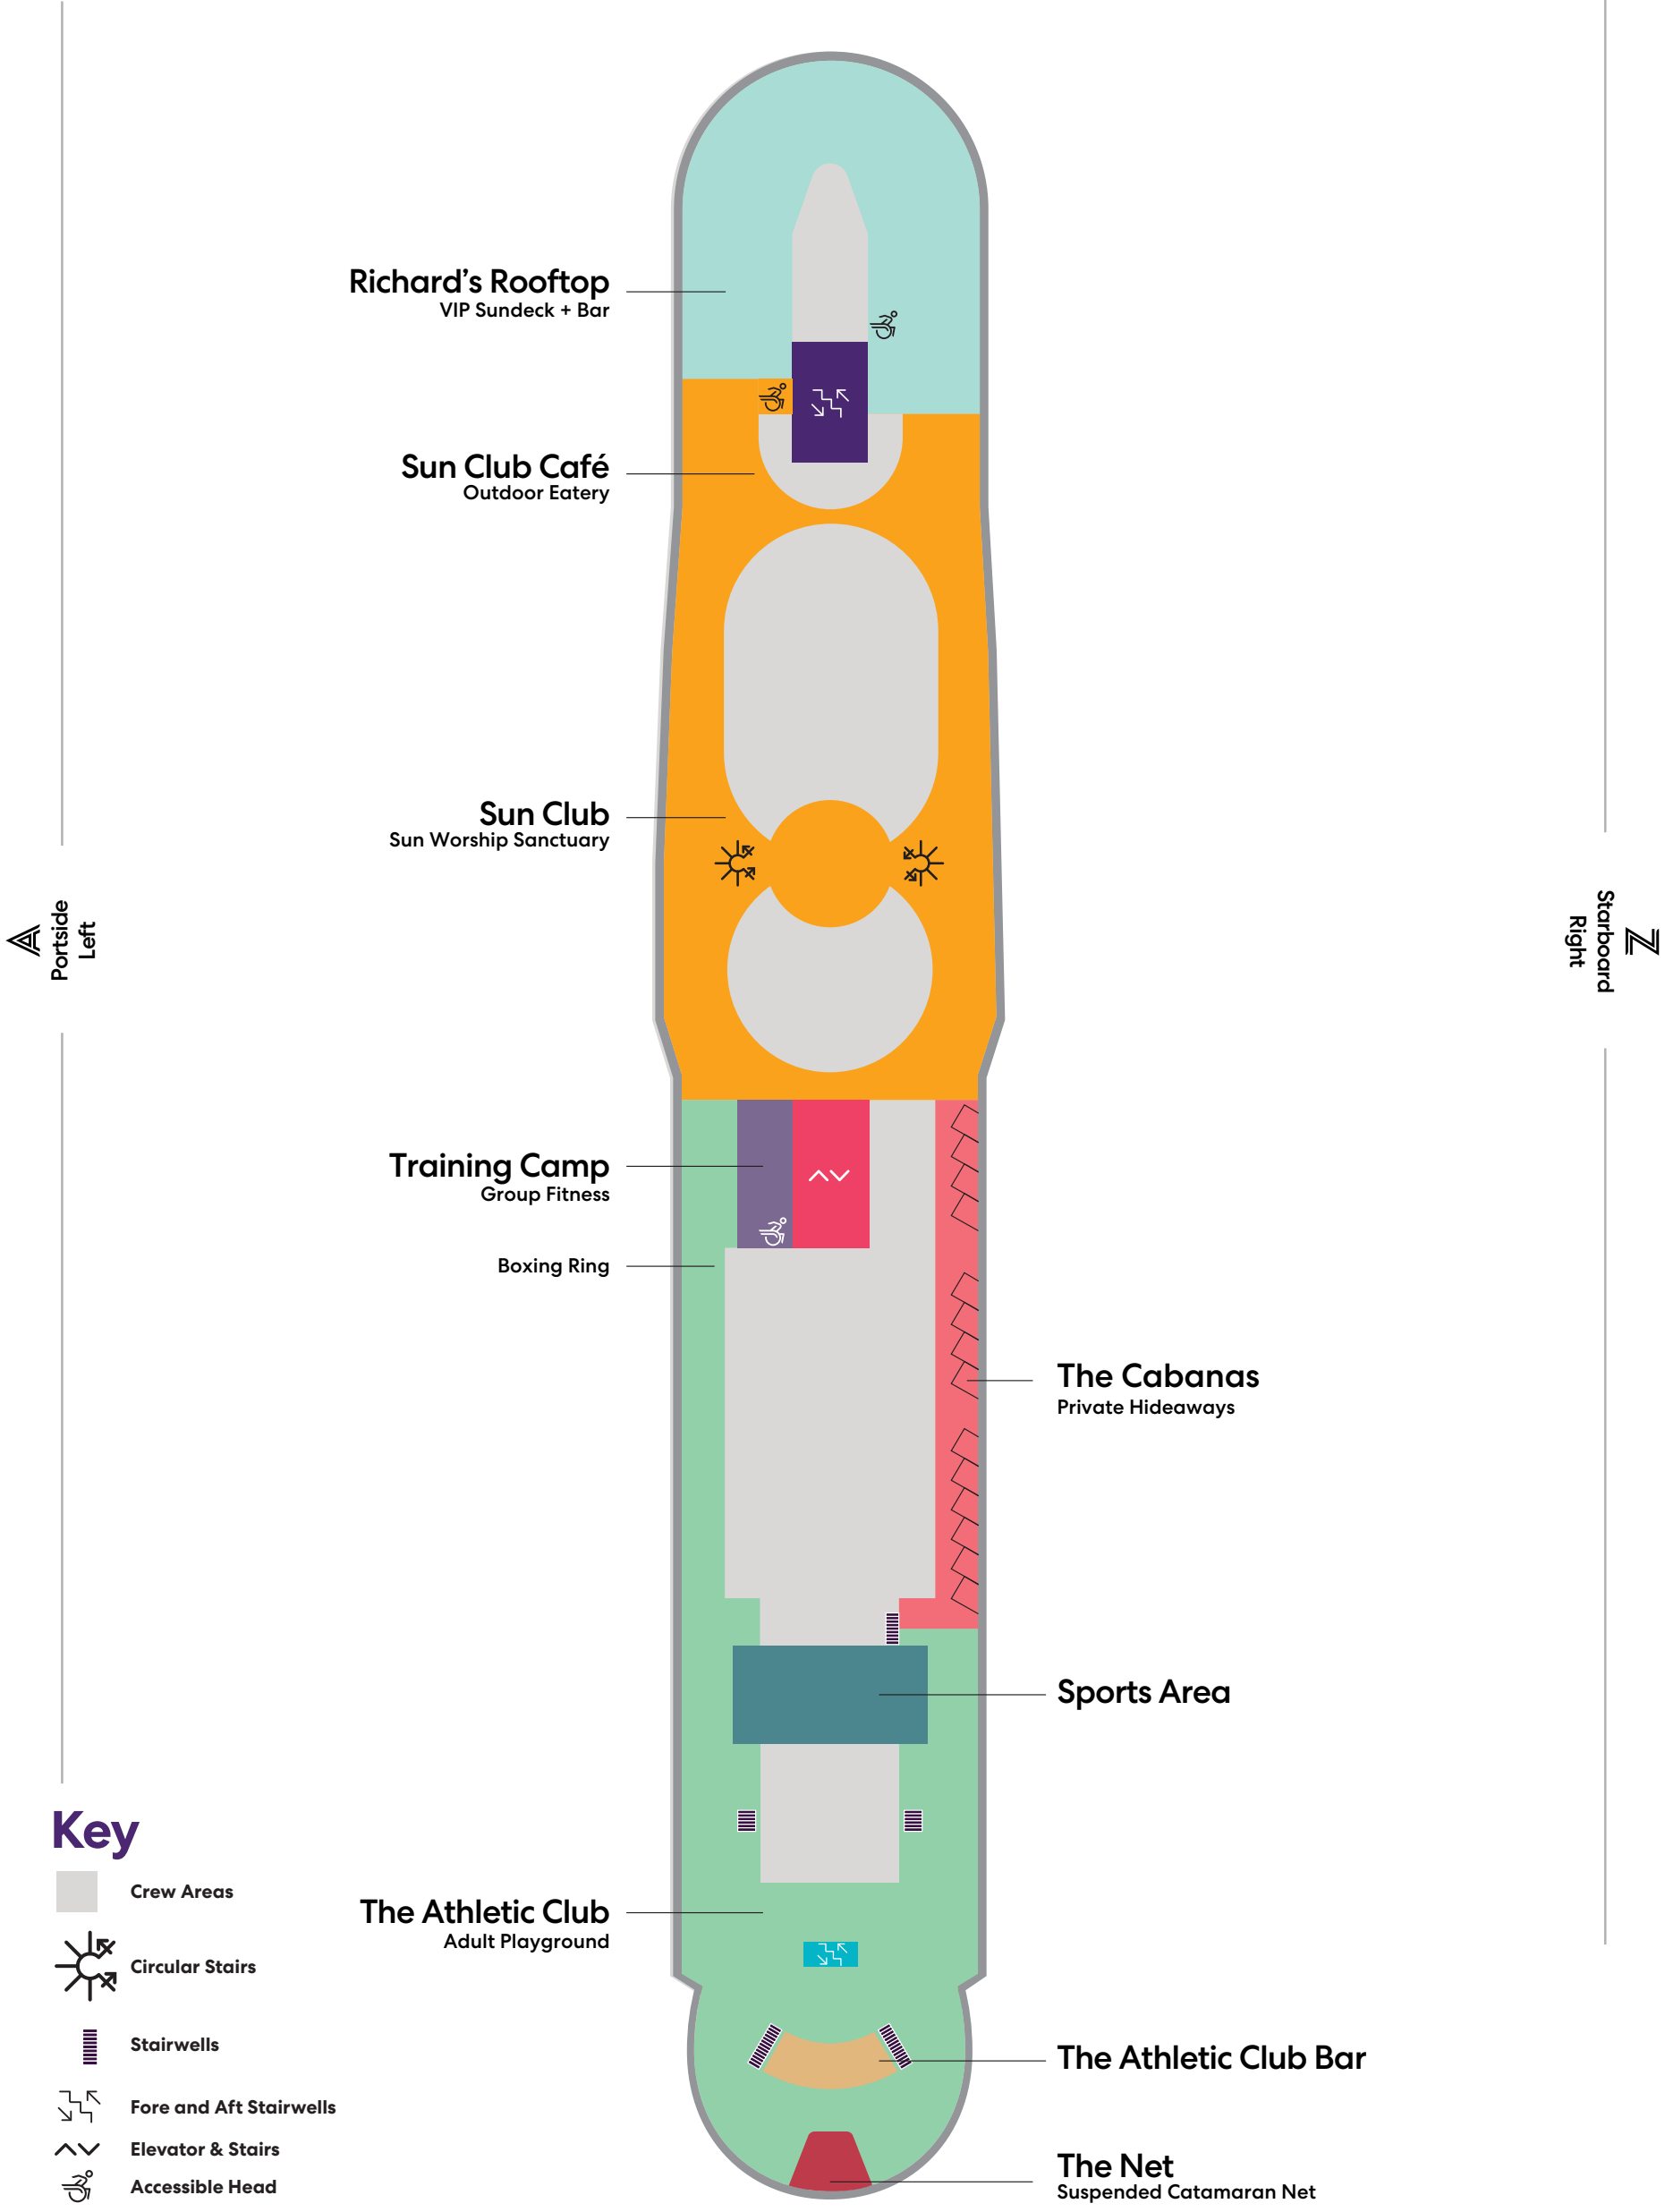 Richard’s Rooftop
VIP Sundeck + Bar
Sun Club Café
Outdoor Eatery
Sun Club
Sun Worship Sanctuary
A
Portside
Left
Z
Starboard
Right
Training Camp
Group Fitness
Boxing Ring
The Cabanas
Private Hideaways
Sports Area
The Athletic Club
Adult Playground
The Athletic Club Bar
The Net
Suspended Catamaran Net
Key
Crew Areas
Circular Stairs
Stairwells
Fore and Aft Stairwells
Elevator & Stairs
Accessible Head